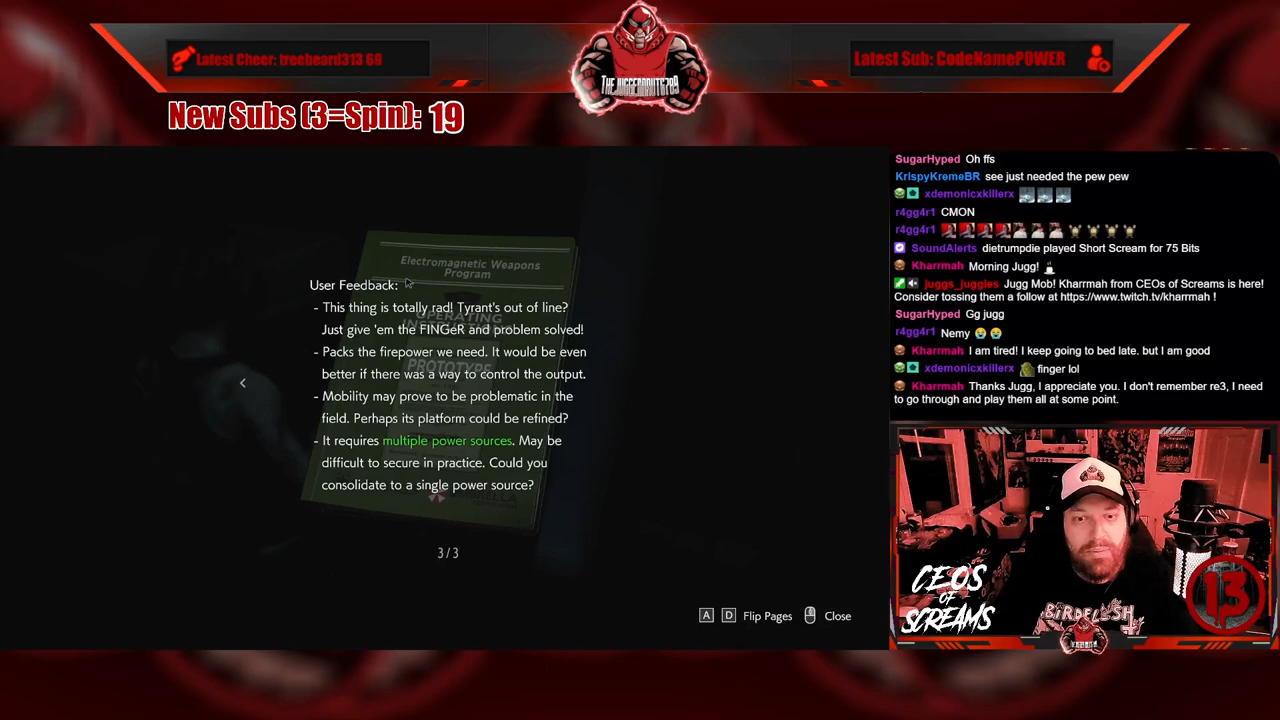 Latest Cheer: treebeard313 69
THEJUGGERNAUT6789
Latest Sub: CodeNamePOWER
New Subs (3=Spin): 19
Electromagnetic Weapons
Program
User Feedback:
- This thing is totally rad! Tyrant's out of line?
Just give 'em the FINGeR and problem solved!
- Packs the firepower we need. It would be even
better if there was a way to control the output.
- Mobility may prove to be problematic in the
field. Perhaps its platform could be refined?
- It requires multiple power sources. May be
difficult to secure in practice. Could you
consolidate to a single power source?
OPERATING
INSTRUCTIONS
PROTOTYPE
UMBRELLA
3/3
A D Flip Pages Close
SugarHyped Oh ffs
KrispyKremeBR see just needed the pew pew
xdemonicxkillerx
r4gg4r1 CMON
r4gg4r1
SoundAlerts dietrumpdie played Short Scream for 75 Bits
Kharrmah Morning Jugg!
juggs_juggles Jugg Mob! Kharrmah from CEOs of Screams is here!
Consider tossing them a follow at https://www.twitch.tv/kharrmah !
SugarHyped Gg jugg
r4gg4r1 Nemy
Kharrmah I am tired! I keep going to bed late. but I am good
xdemonicxkillerx finger lol
Kharrmah Thanks Jugg, I appreciate you. I don't remember re3, I need
to go through and play them all at some point.
CEOS
OF
SCREAMS
BIRDFLESH
13